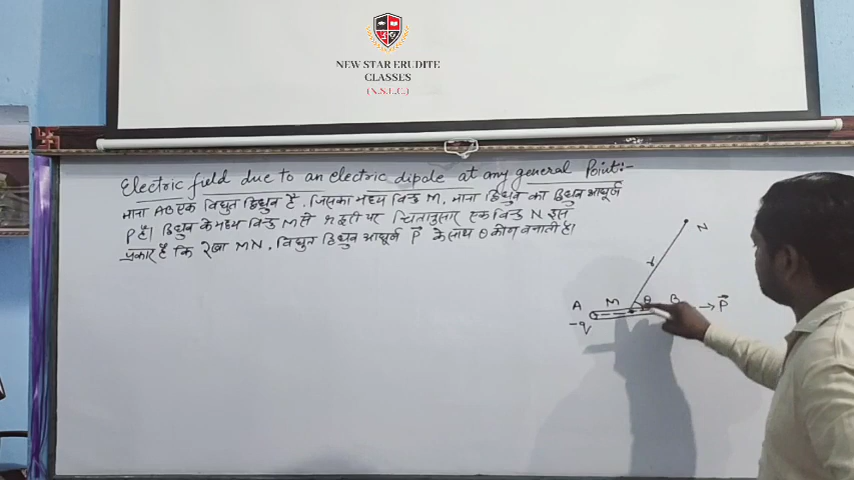 NEW STAR ERUDITE
CLASSES
(N.S.E.C.)
Electric field due to an electric dipole at any general Point:-
माना AB एक विद्युत द्विध्रुव है, जिसका मध्य बिन्दु M, माना द्विध्रुव का द्विध्रुव आघूर्ण
P है। द्विध्रुव के मध्य बिन्दु M से r दूरी पर चित्रानुसार एक बिन्दु N इस
प्रकार है कि रेखा MN, विद्युत द्विध्रुव आघूर्ण P⃗ के साथ θ कोण बनाती है।
N
r
A M θ B → P⃗
-q